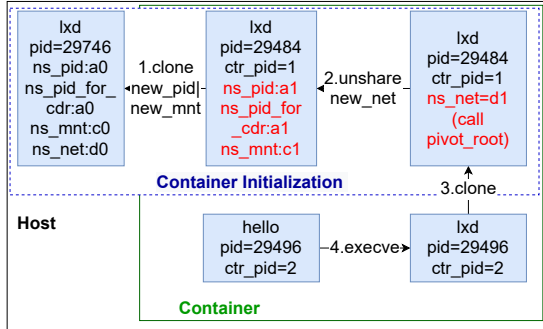 lxd
pid=29746
ns_pid:a0
ns_pid_for_
cdr:a0
ns_mnt:c0
ns_net:d0
1.clone
new_pid|
new_mnt
lxd
pid=29484
ctr_pid=1
ns_pid:a1
ns_pid_for
_cdr:a1
ns_mnt:c1
2.unshare
new_net
lxd
pid=29484
ctr_pid=1
ns_net=d1
(call
pivot_root)
Container Initialization
3.clone
Host
hello
pid=29496
ctr_pid=2
4.execve
lxd
pid=29496
ctr_pid=2
Container